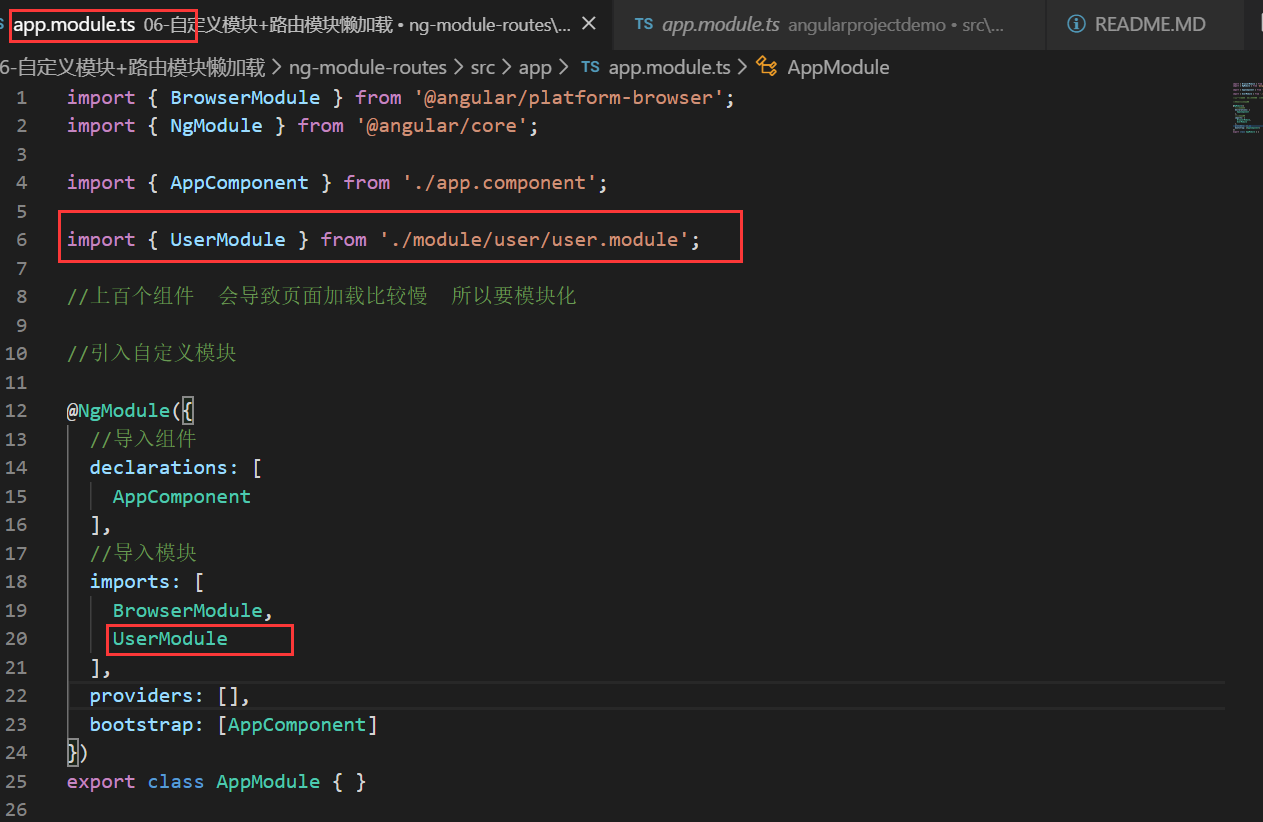 app.module.ts 06-自定义模块+路由模块懒加载 • ng-module-routes\... ✕ TS app.module.ts angularprojectdemo • src\... README.MD
6-自定义模块+路由模块懒加载 > ng-module-routes > src > app > TS app.module.ts > AppModule
1 import { BrowserModule } from '@angular/platform-browser';
2 import { NgModule } from '@angular/core';
3
4 import { AppComponent } from './app.component';
5
6 import { UserModule } from './module/user/user.module';
7
8 //上百个组件  会导致页面加载比较慢  所以要模块化
9
10 //引入自定义模块
11
12 @NgModule({
13   //导入组件
14   declarations: [
15     AppComponent
16   ],
17   //导入模块
18   imports: [
19     BrowserModule,
20     UserModule
21   ],
22   providers: [],
23   bootstrap: [AppComponent]
24 })
25 export class AppModule { }
26